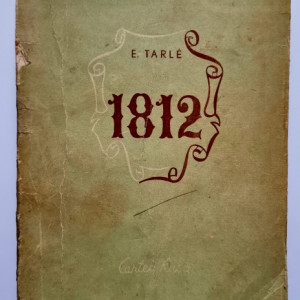 E. TARLÉ
1812
Cartea Rusă